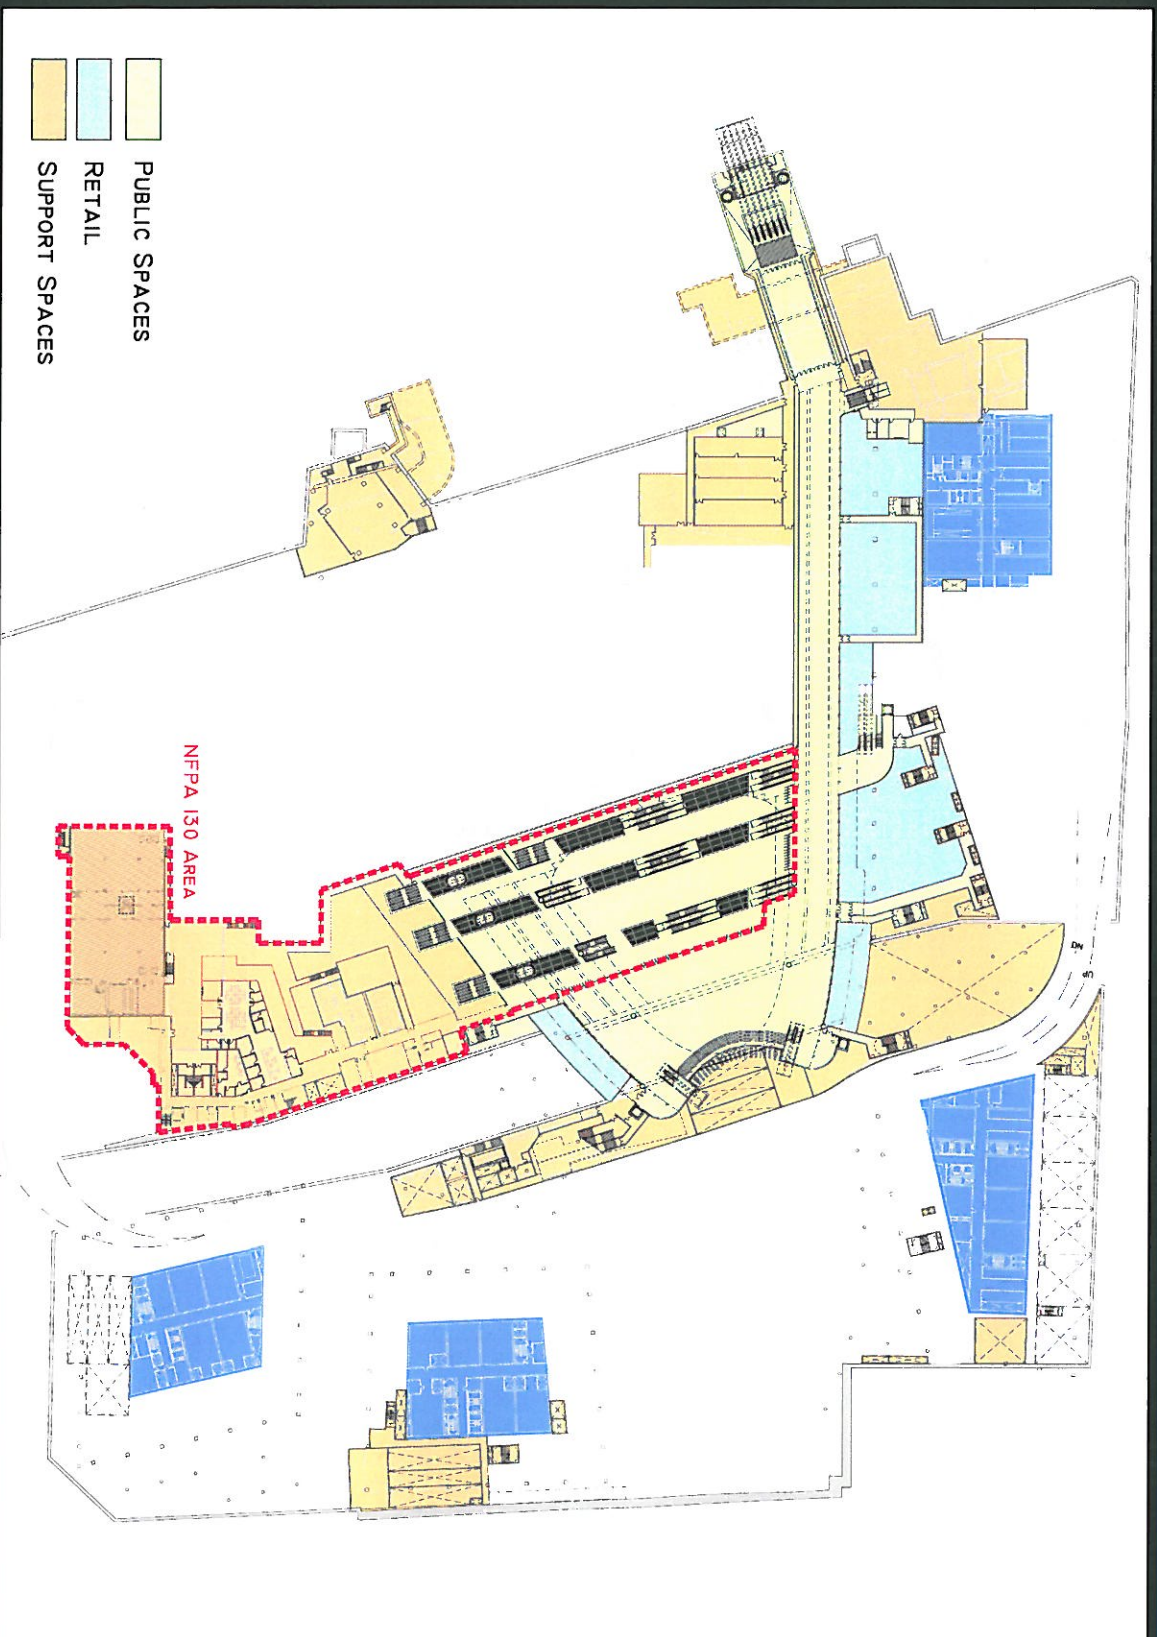 PUBLIC SPACES
RETAIL
SUPPORT SPACES
NFPA 130 AREA
DN
UP